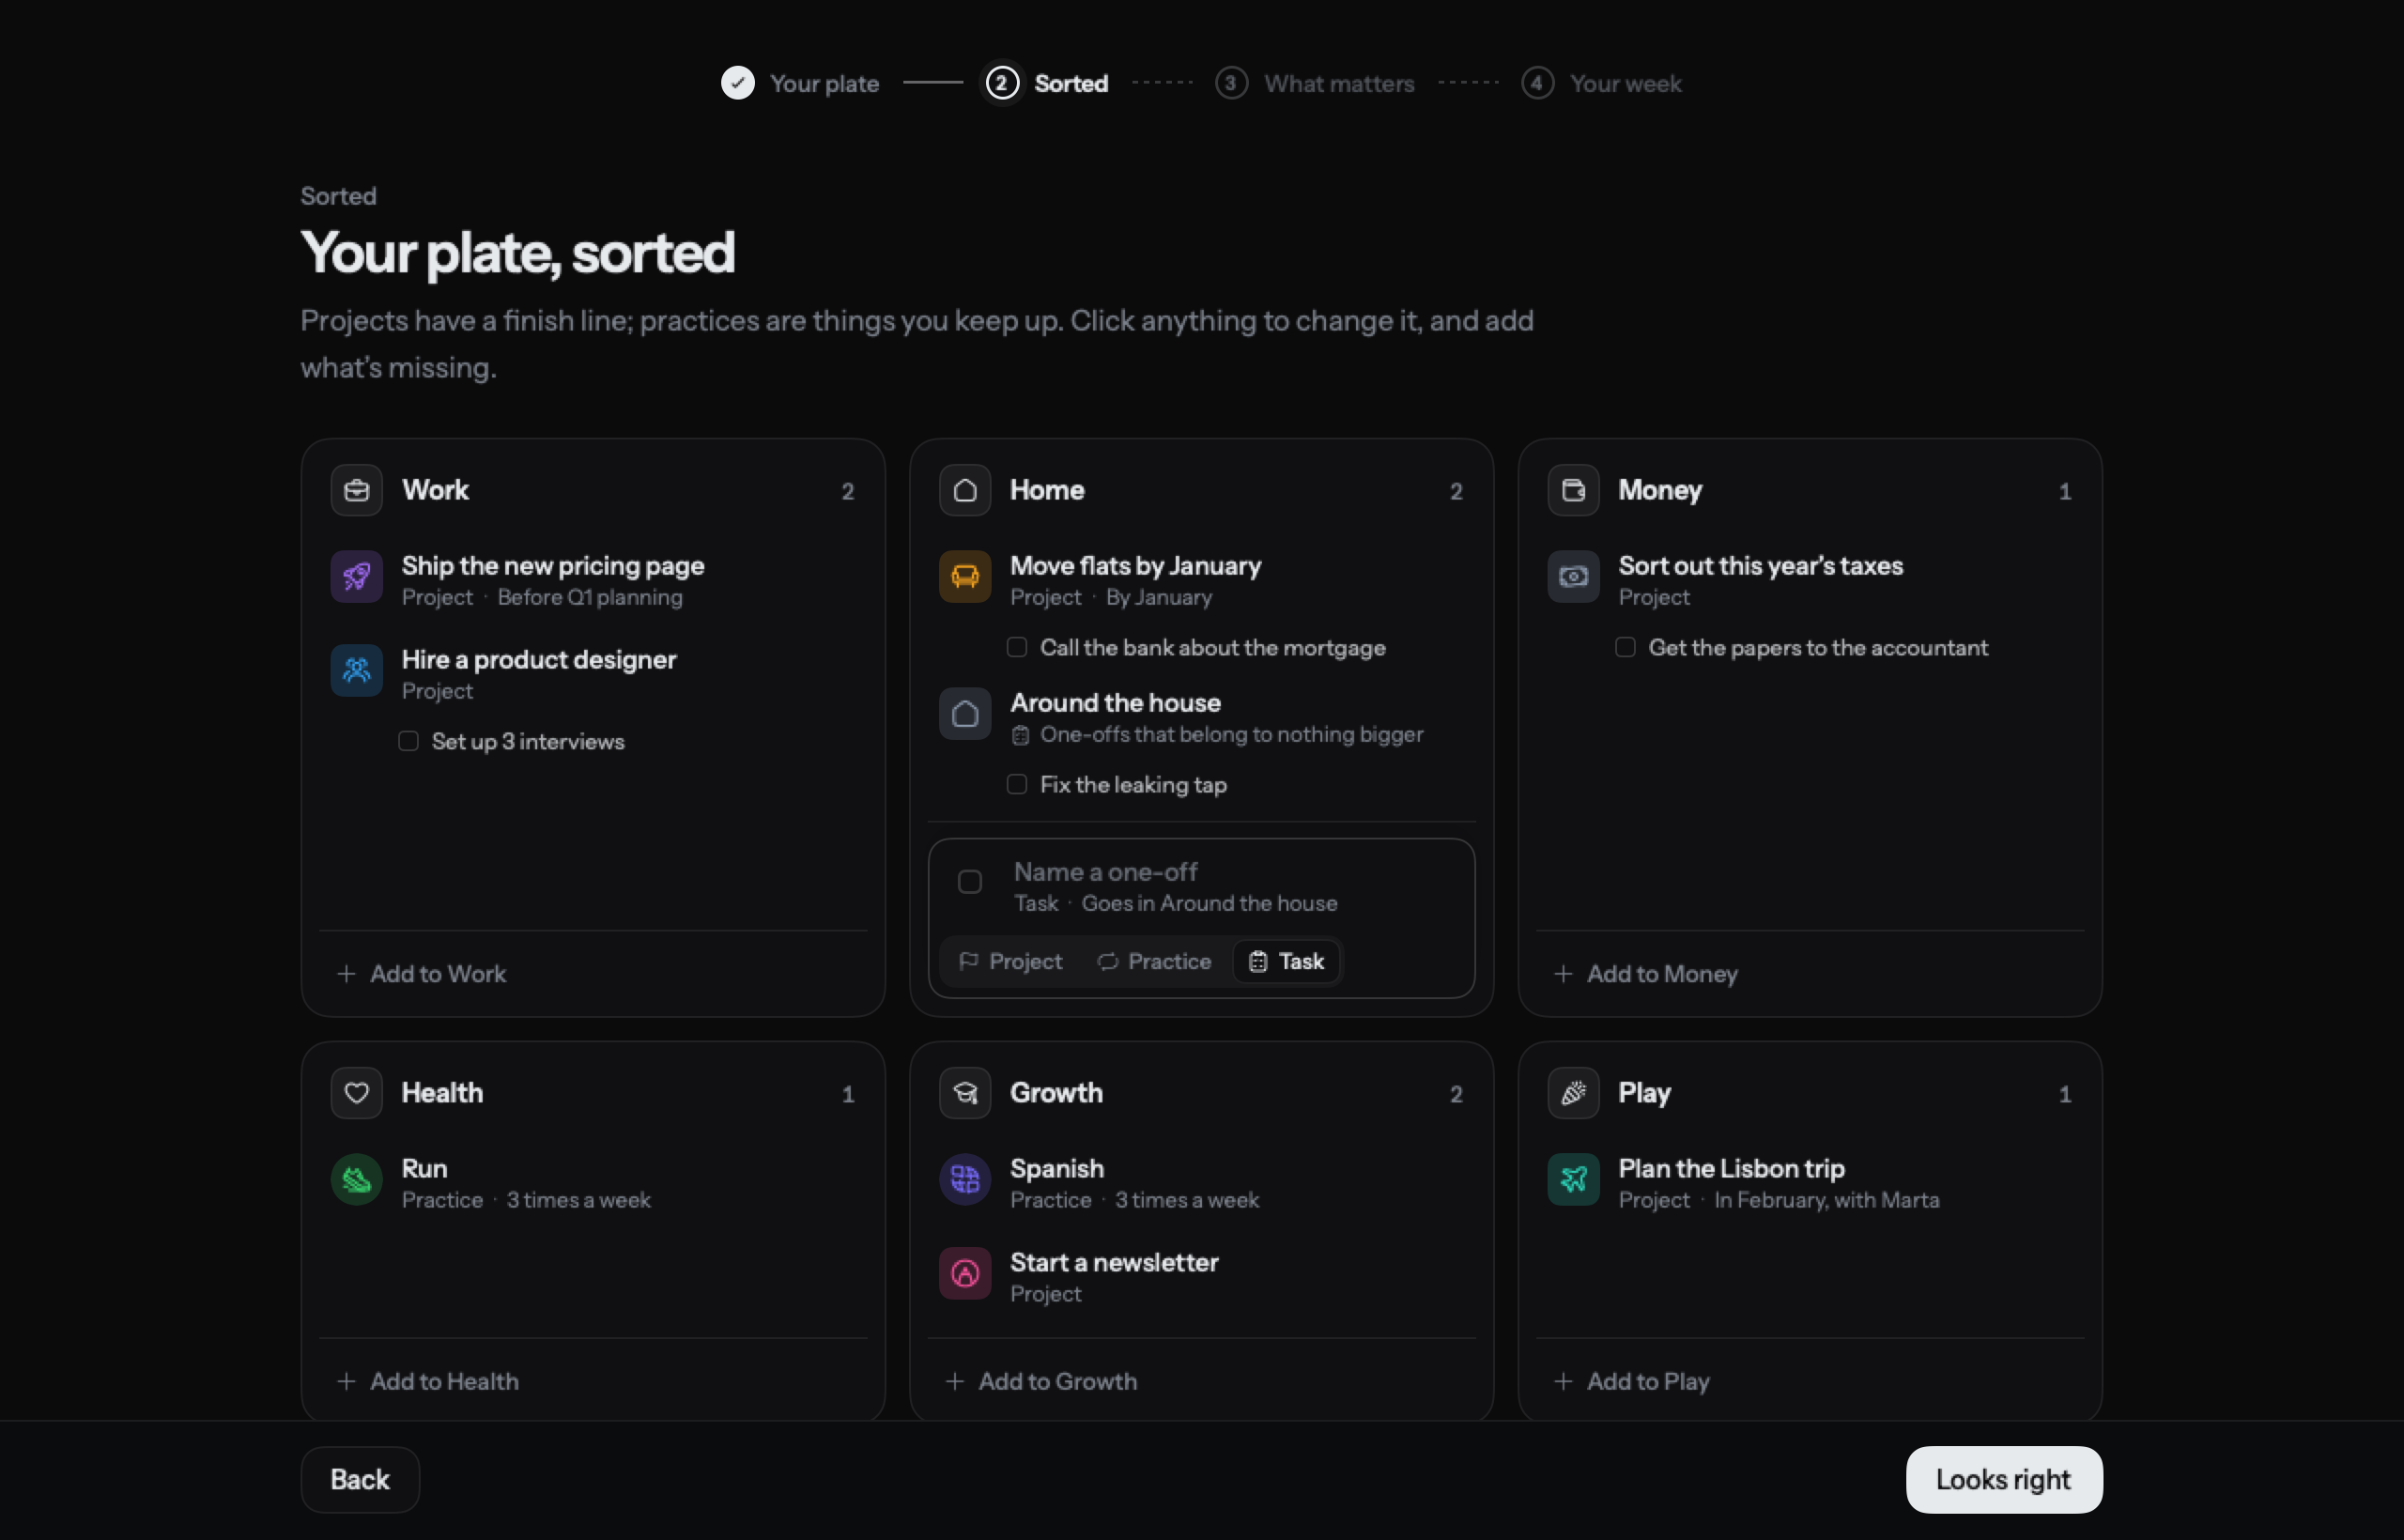 Your plate
2 Sorted
3 What matters
4 Your week
Sorted
Your plate, sorted
Projects have a finish line; practices are things you keep up. Click anything to change it, and add
what's missing.
Work 2
Ship the new pricing page
Project · Before Q1 planning
Hire a product designer
Project
Set up 3 interviews
+ Add to Work
Home 2
Move flats by January
Project · By January
Call the bank about the mortgage
Around the house
One-offs that belong to nothing bigger
Fix the leaking tap
Name a one-off
Task · Goes in Around the house
Project Practice Task
Money 1
Sort out this year's taxes
Project
Get the papers to the accountant
+ Add to Money
Health 1
Run
Practice · 3 times a week
+ Add to Health
Growth 2
Spanish
Practice · 3 times a week
Start a newsletter
Project
+ Add to Growth
Play 1
Plan the Lisbon trip
Project · In February, with Marta
+ Add to Play
Back
Looks right